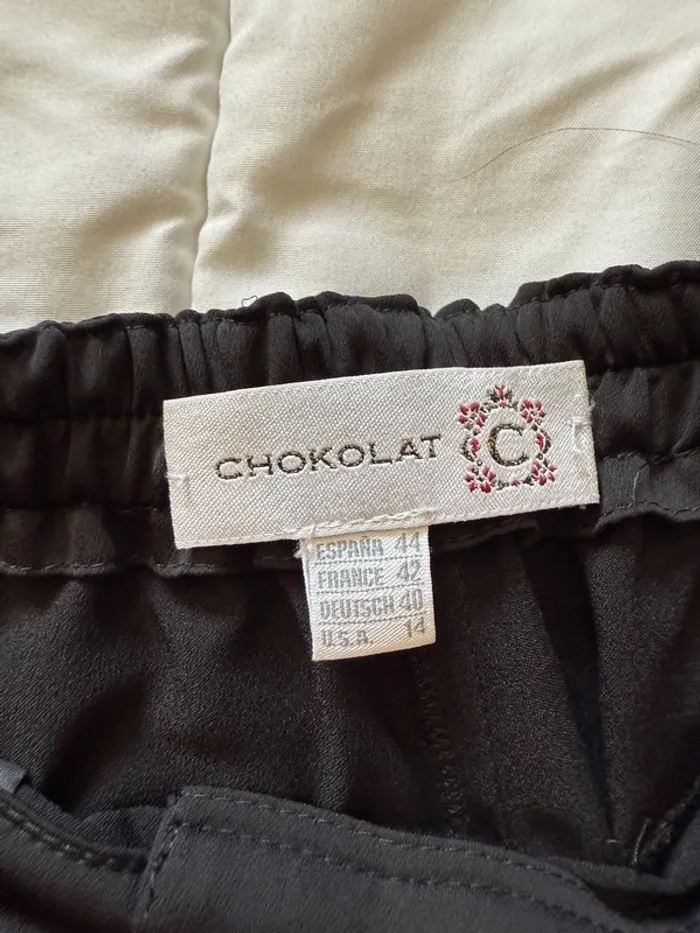 CHOKOLAT C
ESPAÑA 44
FRANCE 42
DEUTSCH 40
U.S.A. 14